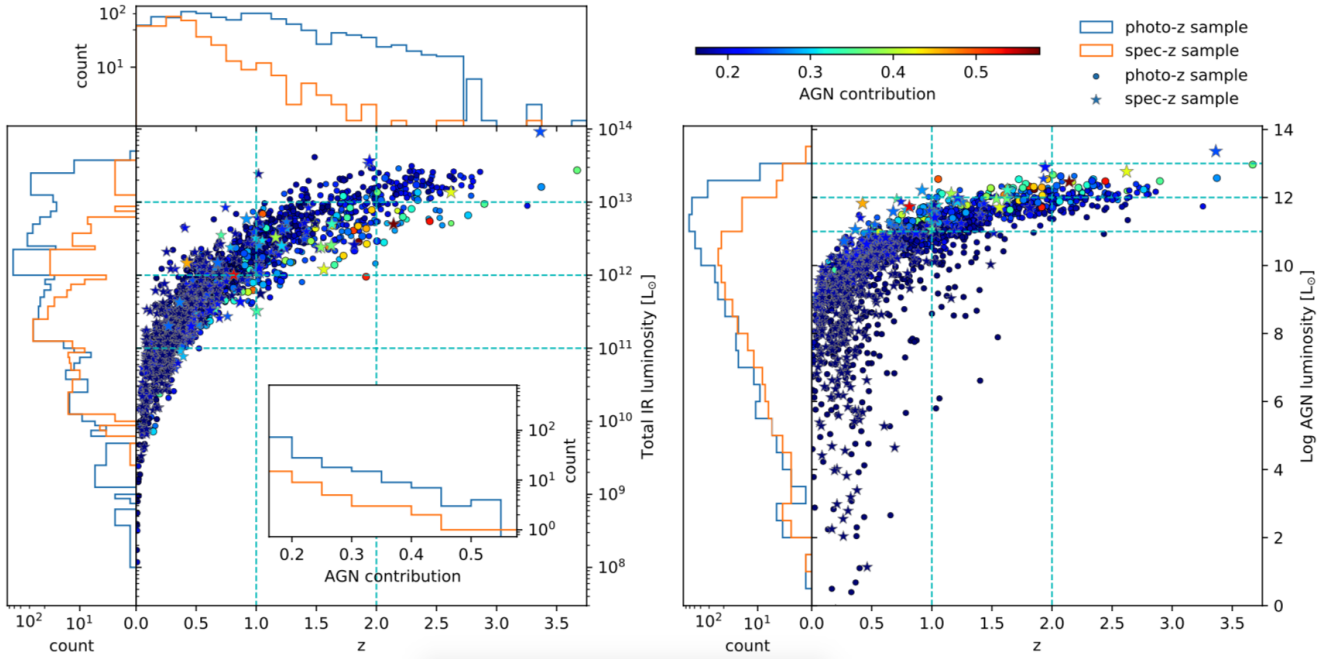 10²
10¹
count
0.2 0.3 0.4 0.5
AGN contribution
photo-z sample
spec-z sample
photo-z sample
spec-z sample
10¹⁴
10¹³
10¹²
10¹¹
10¹⁰
10⁹
10⁸
Total IR luminosity [L⊙]
10²
10¹
10⁰
count
0.2 0.3 0.4 0.5
AGN contribution
10² 10¹ 0.0 0.5 1.0 1.5 2.0 2.5 3.0 3.5
count z
14
12
10
8
6
4
2
0
Log AGN luminosity [L⊙]
10² 10¹ 0.0 0.5 1.0 1.5 2.0 2.5 3.0 3.5
count z